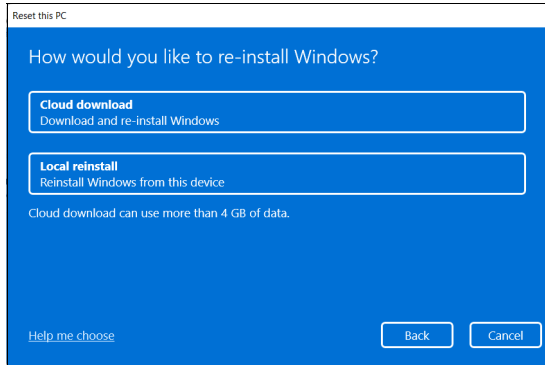 Reset this PC
How would you like to re-install Windows?
Cloud download
Download and re-install Windows
Local reinstall
Reinstall Windows from this device
Cloud download can use more than 4 GB of data.
Help me choose
Back
Cancel